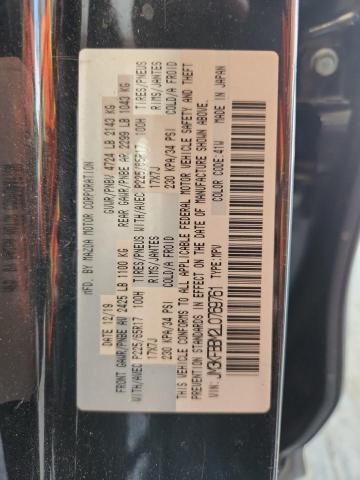 MFD. BY MAZDA MOTOR CORPORATION
DATE 12/19 GVWR/PNBV 4724 LB 2143 KG
FRONT GAWR/PNBE AV 2425 LB 1100 KG REAR GAWR/PNBE AR 2299 LB 1043 KG
WITH/AVEC P225/65R17 100H TIRES/PNEUS WITH/AVEC P225/65R17 100H TIRES/PNEUS
17X7J RIMS/JANTES 17X7J RIMS/JANTES
230 KPA/34 PSI COLD/A FROID 230 KPA/34 PSI COLD/A FROID
THIS VEHICLE CONFORMS TO ALL APPLICABLE FEDERAL MOTOR VEHICLE SAFETY AND THEFT
PREVENTION STANDARDS IN EFFECT ON THE DATE OF MANUFACTURE SHOWN ABOVE.
VIN: TYPE:MPV COLOR CODE:41W MADE IN JAPAN